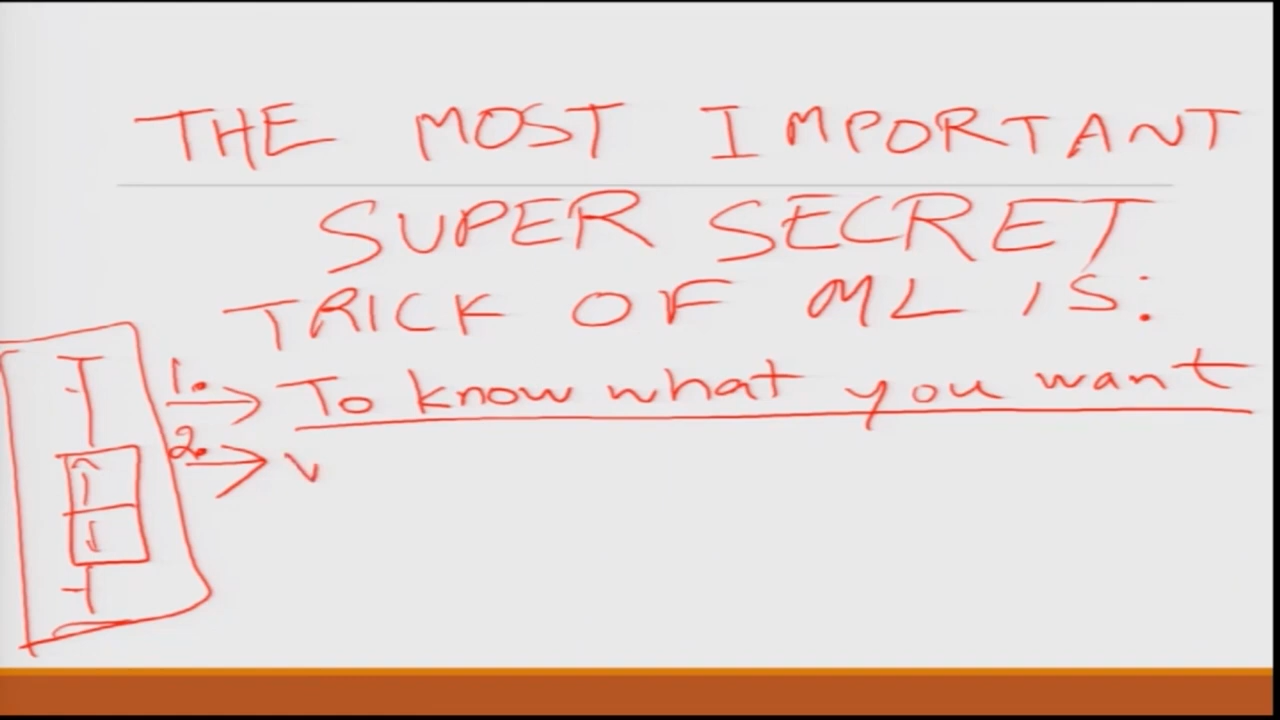 THE MOST IMPORTANT
SUPER SECRET
TRICK OF ML IS:
1. → To know what you want
2. → v